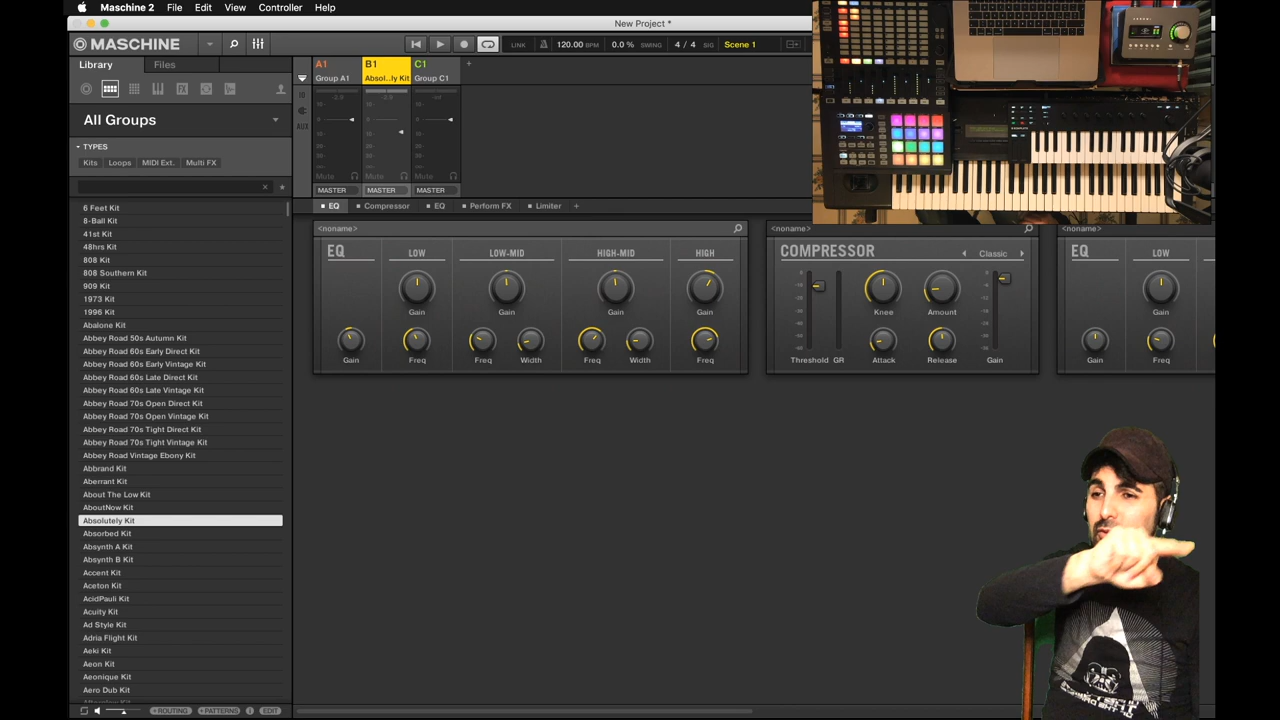 Maschine 2 File Edit View Controller Help
New Project *
MASCHINE LINK 120.00 BPM 0.0 % SWING 4 / 4 SIG Scene 1
Library Files
A1 B1 C1 +
Group A1 Absol..ly Kit Group C1
All Groups
AUX
TYPES
Kits Loops MIDI Ext. Multi FX
Mute Mute Mute
MASTER MASTER MASTER
EQ Compressor EQ Perform FX Limiter +
<noname> <noname> <noname>
EQ LOW LOW-MID HIGH-MID HIGH
Gain Gain Gain Gain
Gain Freq Freq Width Freq Width Freq
COMPRESSOR Classic
Knee Amount
Threshold GR Attack Release Gain
EQ LOW
Gain
Gain Freq
6 Feet Kit
8-Ball Kit
41st Kit
48hrs Kit
808 Kit
808 Southern Kit
909 Kit
1973 Kit
1996 Kit
Abalone Kit
Abbey Road 50s Autumn Kit
Abbey Road 60s Early Direct Kit
Abbey Road 60s Early Vintage Kit
Abbey Road 60s Late Direct Kit
Abbey Road 60s Late Vintage Kit
Abbey Road 70s Open Direct Kit
Abbey Road 70s Open Vintage Kit
Abbey Road 70s Tight Direct Kit
Abbey Road 70s Tight Vintage Kit
Abbey Road Vintage Ebony Kit
Abbrand Kit
Aberrant Kit
About The Low Kit
AboutNow Kit
Absolutely Kit
Absorbed Kit
Absynth A Kit
Absynth B Kit
Accent Kit
Aceton Kit
AcidPauli Kit
Acuity Kit
Ad Style Kit
Adria Flight Kit
Aeki Kit
Aeon Kit
Aeonique Kit
Aero Dub Kit
+ROUTING +PATTERNS EDIT